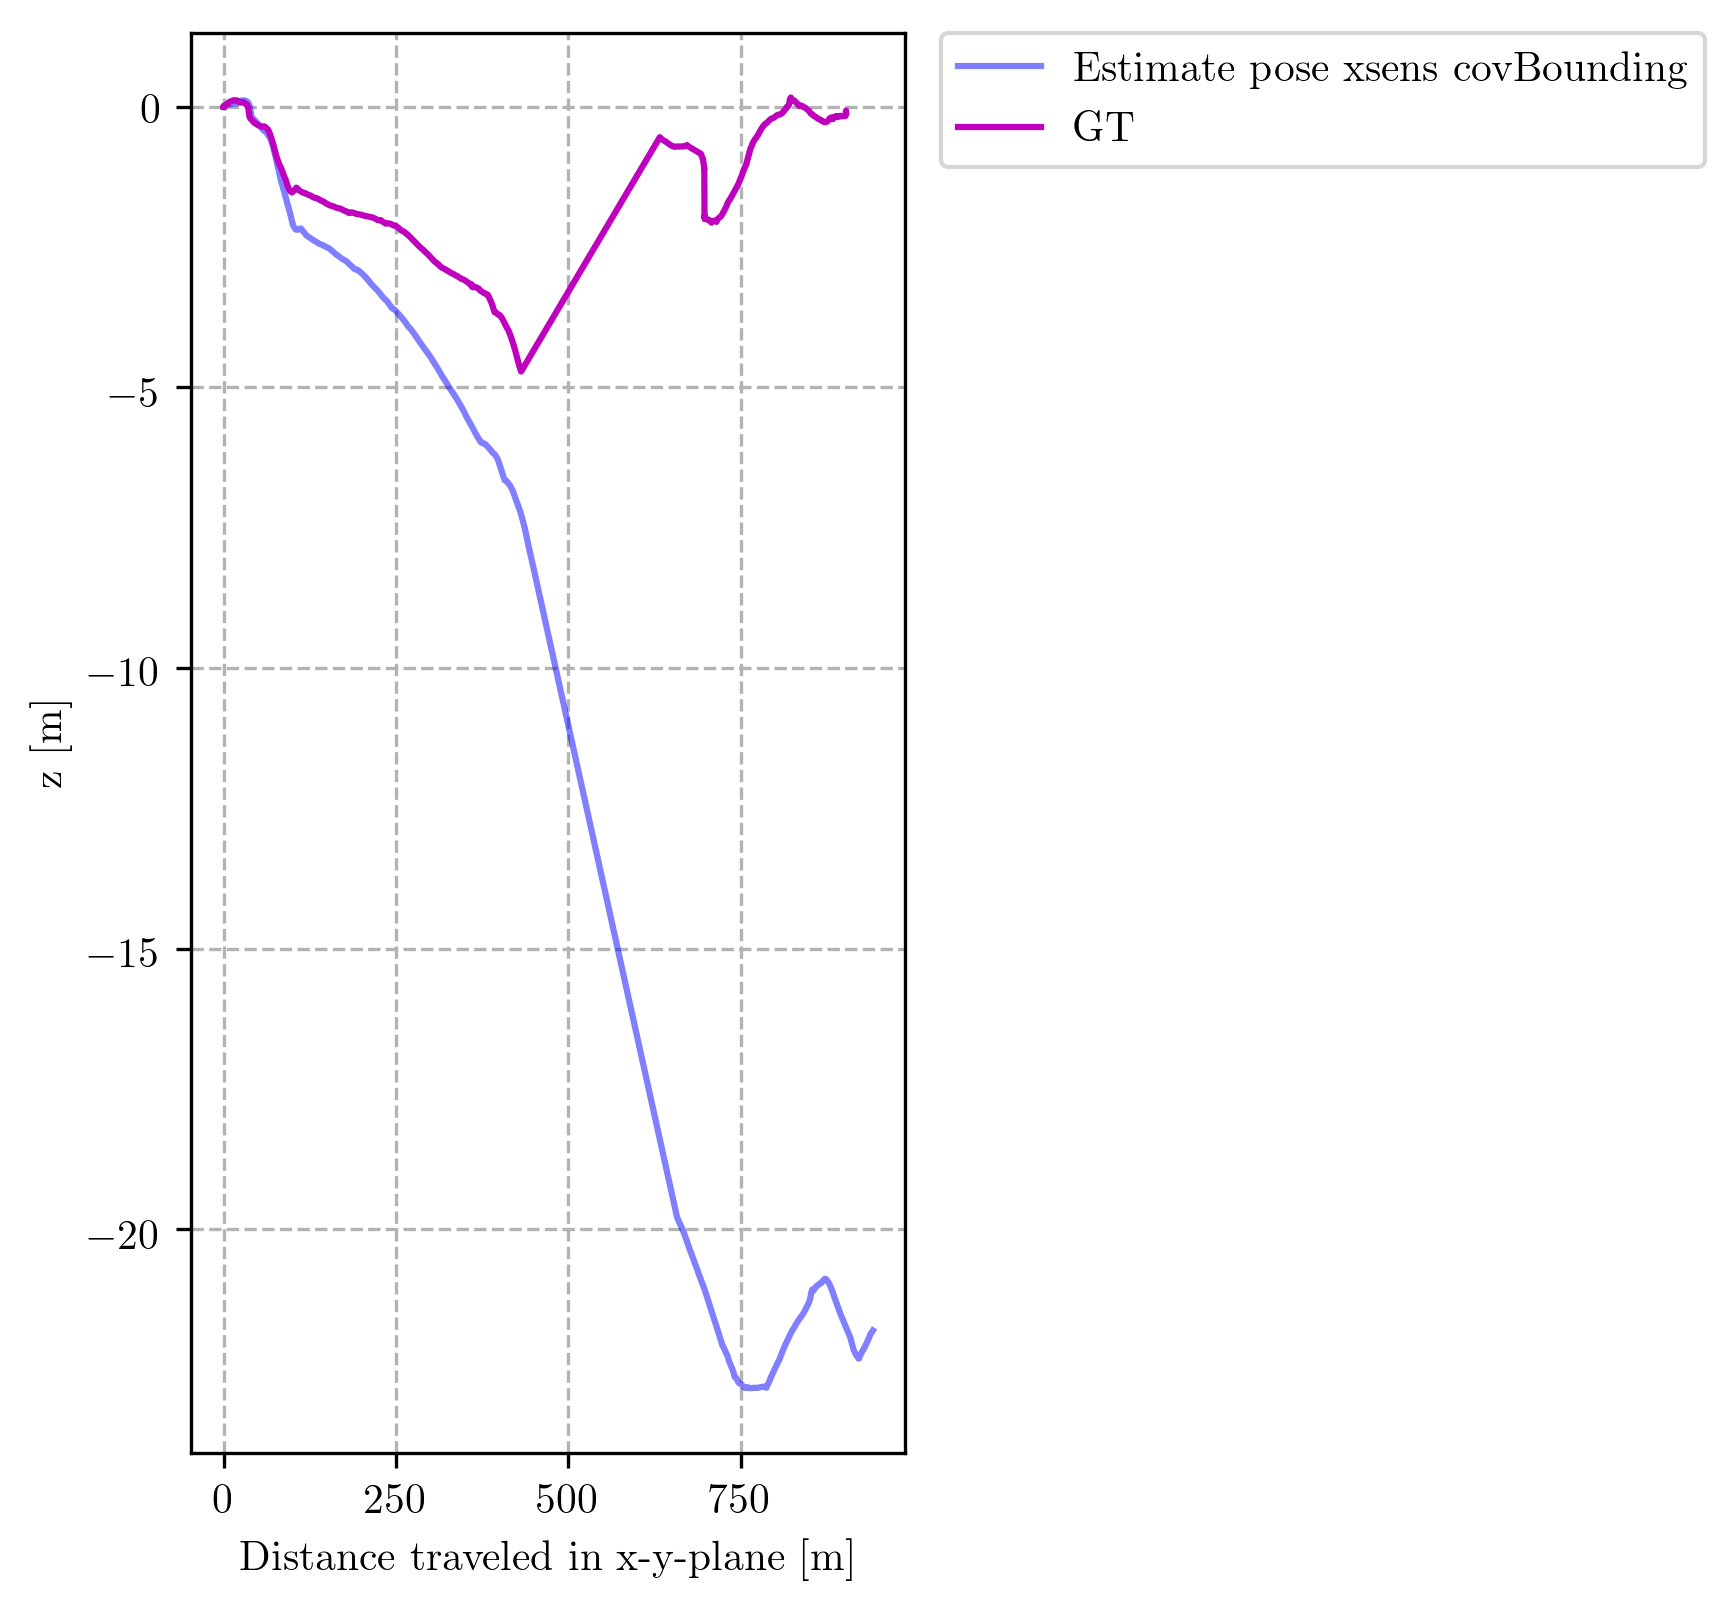 Estimate pose xsens covBounding
GT
0
−5
−10
−15
−20
z [m]
0 250 500 750
Distance traveled in x-y-plane [m]